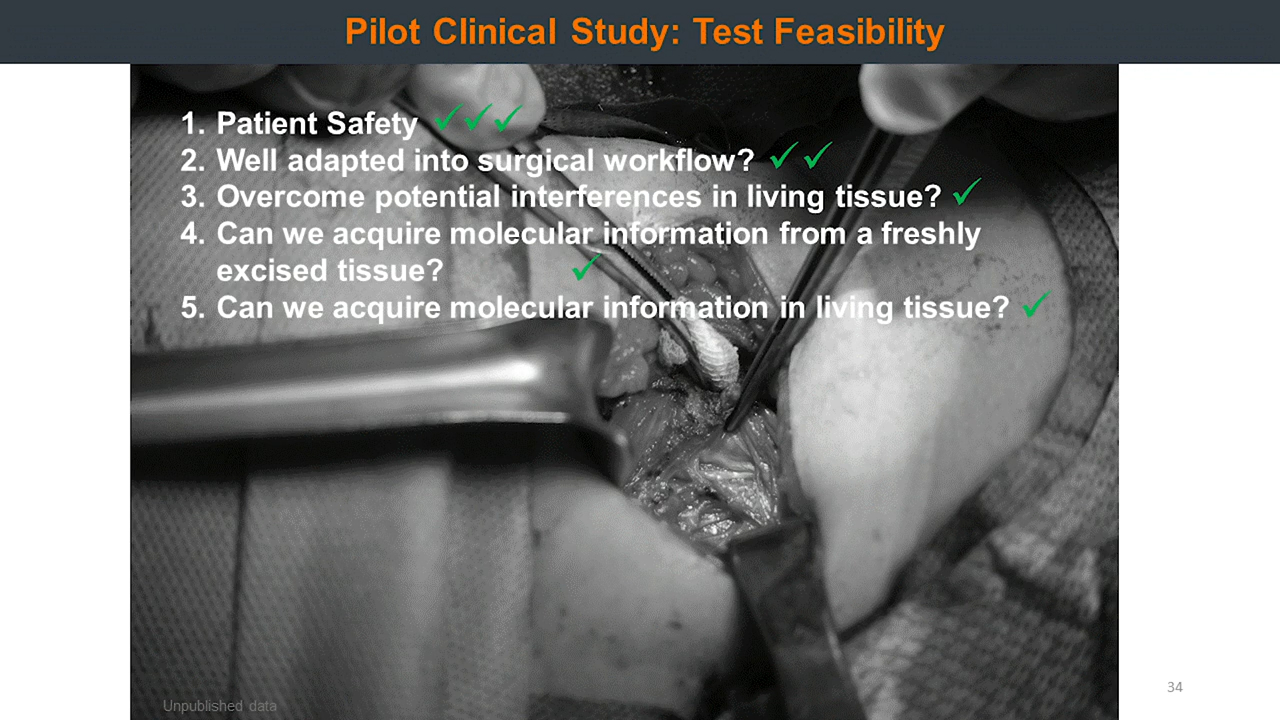 Pilot Clinical Study: Test Feasibility
1. Patient Safety ✓✓✓
2. Well adapted into surgical workflow? ✓✓
3. Overcome potential interferences in living tissue? ✓
4. Can we acquire molecular information from a freshly
excised tissue? ✓
5. Can we acquire molecular information in living tissue? ✓
Unpublished data
34